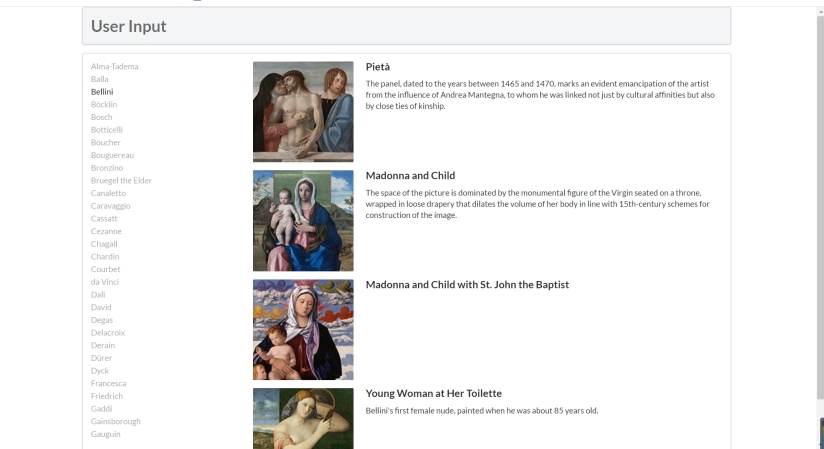 User Input
Alma-Tadema
Balla
Bellini
Böcklin
Bosch
Botticelli
Boucher
Bouguereau
Bronzino
Bruegel the Elder
Canaletto
Caravaggio
Cassatt
Cezanne
Chagall
Chardin
Courbet
da Vinci
Dalí
David
Degas
Delacroix
Derain
Dürer
Dyck
Francesca
Friedrich
Gaddi
Gainsborough
Gauguin
Pietà
The panel, dated to the years between 1465 and 1470, marks an evident emancipation of the artist
from the influence of Andrea Mantegna, to whom he was linked not just by cultural affinities but also
by close ties of kinship.
Madonna and Child
The space of the picture is dominated by the monumental figure of the Virgin seated on a throne,
wrapped in loose drapery that dilates the volume of her body in line with 15th-century schemes for
construction of the image.
Madonna and Child with St. John the Baptist
Young Woman at Her Toilette
Bellini's first female nude, painted when he was about 85 years old.